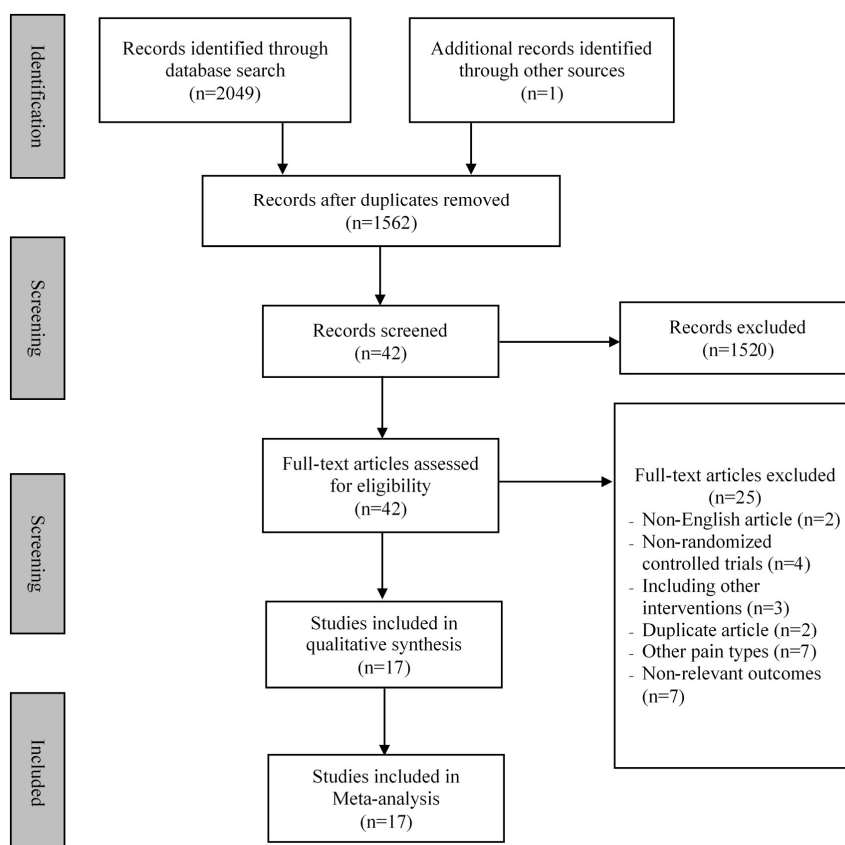 Identification
Records identified through
database search
(n=2049)
Additional records identified
through other sources
(n=1)
Records after duplicates removed
(n=1562)
Screening
Records screened
(n=42)
Records excluded
(n=1520)
Screening
Full-text articles assessed
for eligibility
(n=42)
Full-text articles excluded
(n=25)
- Non-English article (n=2)
- Non-randomized
controlled trials (n=4)
- Including other
interventions (n=3)
- Duplicate article (n=2)
- Other pain types (n=7)
- Non-relevant outcomes
(n=7)
Studies included in
qualitative synthesis
(n=17)
Included
Studies included in
Meta-analysis
(n=17)